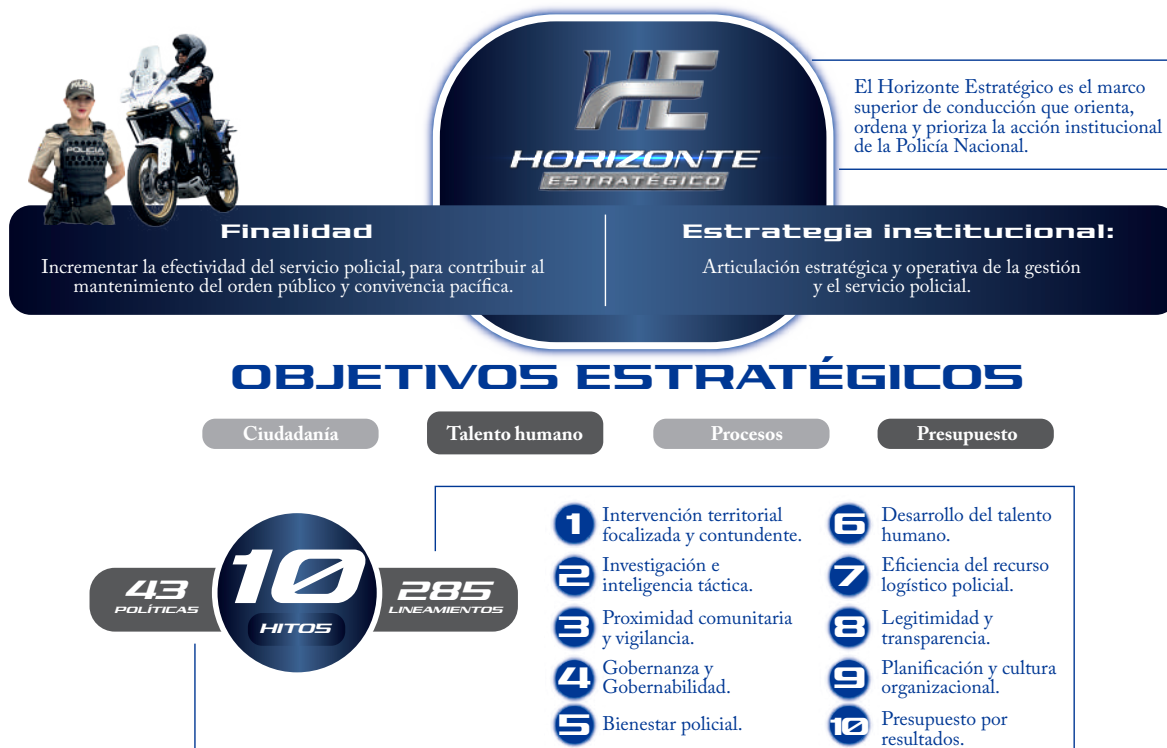 POLICIA
HE
HORIZONTE
ESTRATÉGICO
El Horizonte Estratégico es el marco
superior de conducción que orienta,
ordena y prioriza la acción institucional
de la Policía Nacional.
Finalidad
Incrementar la efectividad del servicio policial, para contribuir al
mantenimiento del orden público y convivencia pacífica.
Estrategia institucional:
Articulación estratégica y operativa de la gestión
y el servicio policial.
OBJETIVOS ESTRATÉGICOS
Ciudadanía
Talento humano
Procesos
Presupuesto
43
POLÍTICAS
10
HITOS
285
LINEAMIENTOS
1 Intervención territorial
focalizada y contundente.
2 Investigación e
inteligencia táctica.
3 Proximidad comunitaria
y vigilancia.
4 Gobernanza y
Gobernabilidad.
5 Bienestar policial.
6 Desarrollo del talento
humano.
7 Eficiencia del recurso
logístico policial.
8 Legitimidad y
transparencia.
9 Planificación y cultura
organizacional.
10 Presupuesto por
resultados.